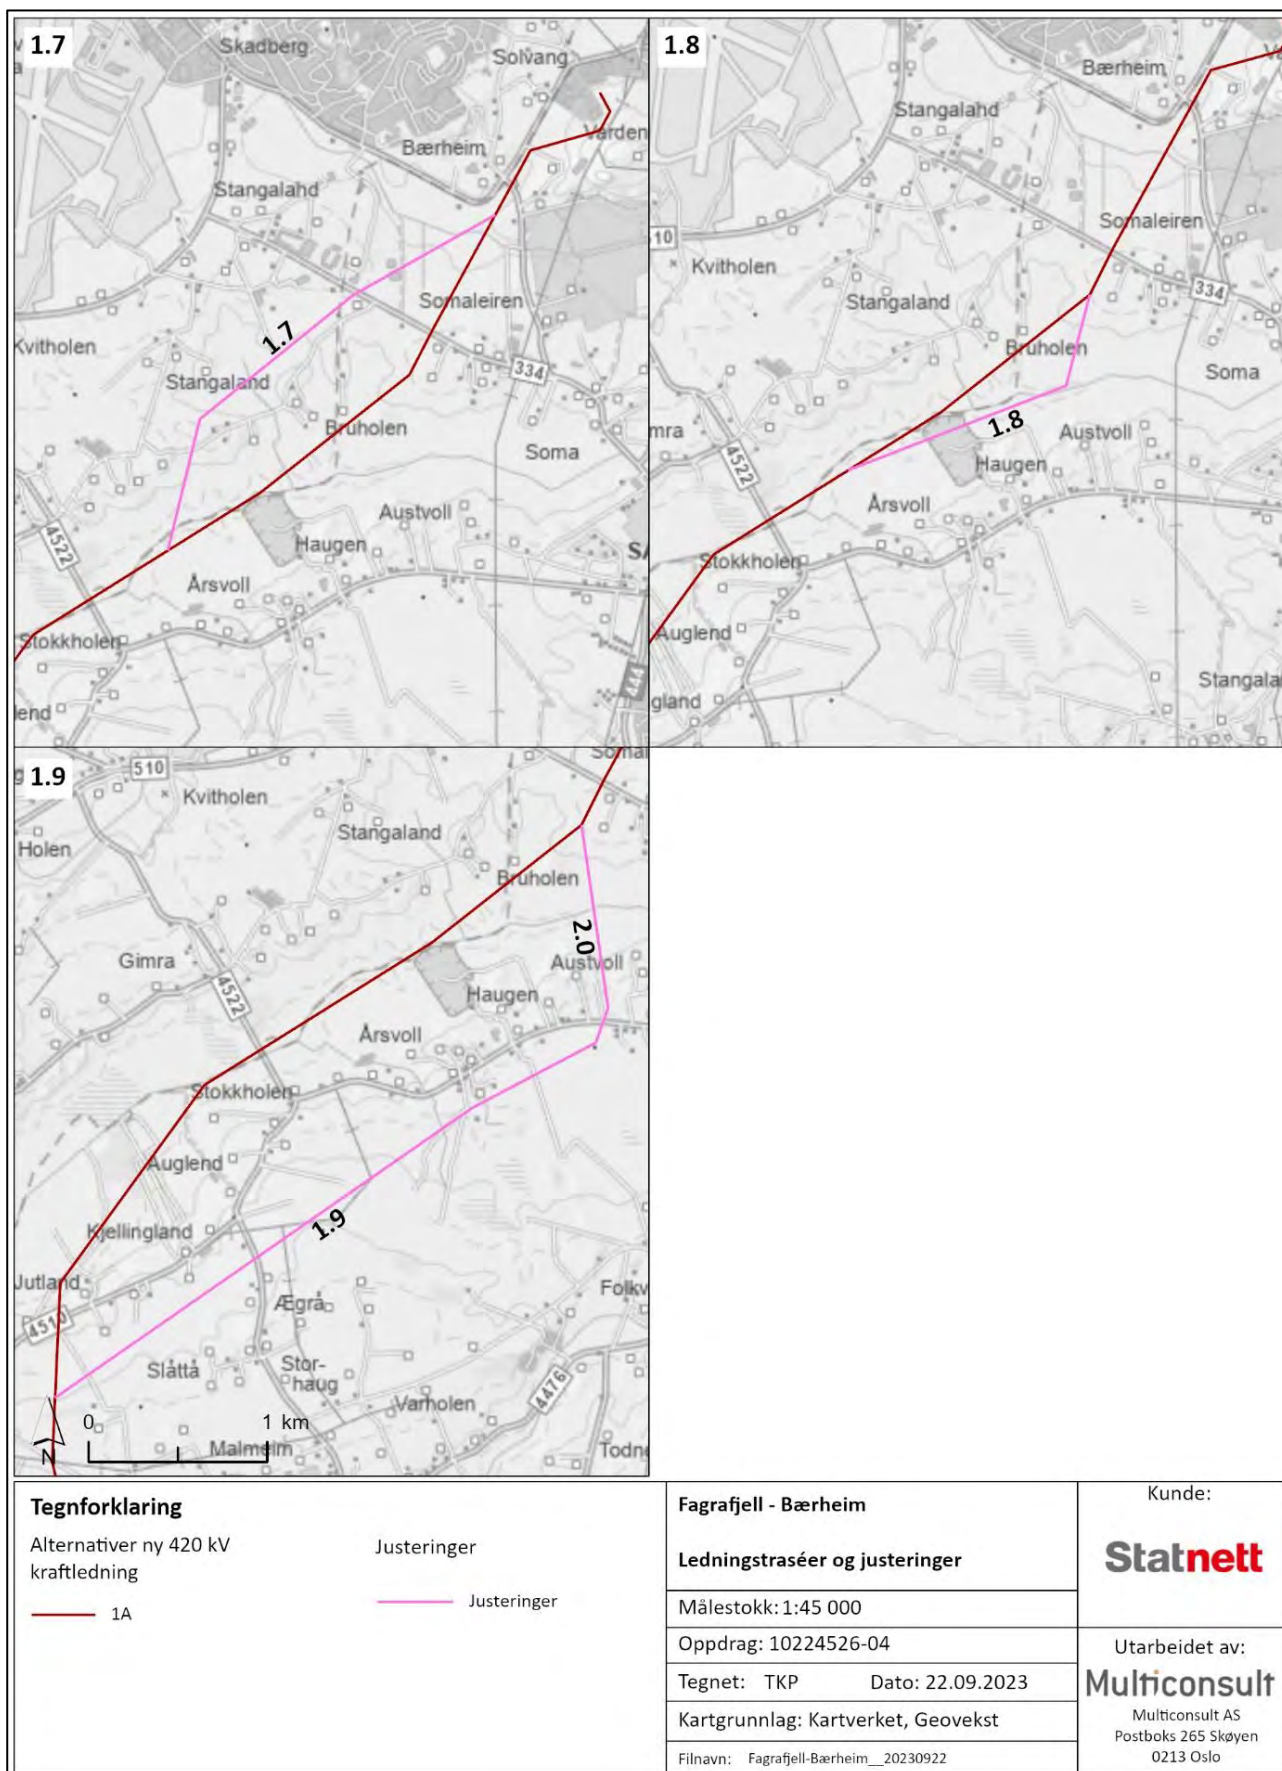 1.7
Skadberg
Solvang
Varden
Bærheim
Stangalahd
Somaleiren
Kvitholen
1.7
Stangaland
334
Bruholen
Soma
Austvoll
4522
Haugen
Årsvoll
Stokkholen
444
1.8
Bærheim
Stangalahd
Somaleiren
510
Kvitholen
334
Stangaland
Bruholen
Soma
1.8
Austvoll
4522
Haugen
Årsvoll
Stokkholen
Auglend
gland
Stangala
1.9
510
Kvitholen
Stangaland
Holen
Bruholen
2.0
Gimra
Austvoll
4522
Haugen
Årsvoll
Stokkholen
Auglend
1.9
Kjellingland
Jutland
Folkv
Ægrå
4510
Slåttå
Stor-
haug
4476
Varholen
0 1 km
Malmeim
Todne
N
Tegnforklaring
Alternativer ny 420 kV
kraftledning
1A
Justeringer
Justeringer
Fagrafjell - Bærheim
Ledningstraséer og justeringer
Målestokk: 1:45 000
Oppdrag: 10224526-04
Tegnet: TKP Dato: 22.09.2023
Kartgrunnlag: Kartverket, Geovekst
Filnavn: Fagrafjell-Bærheim__20230922
Kunde:
Statnett
Utarbeidet av:
Multiconsult
Multiconsult AS
Postboks 265 Skøyen
0213 Oslo